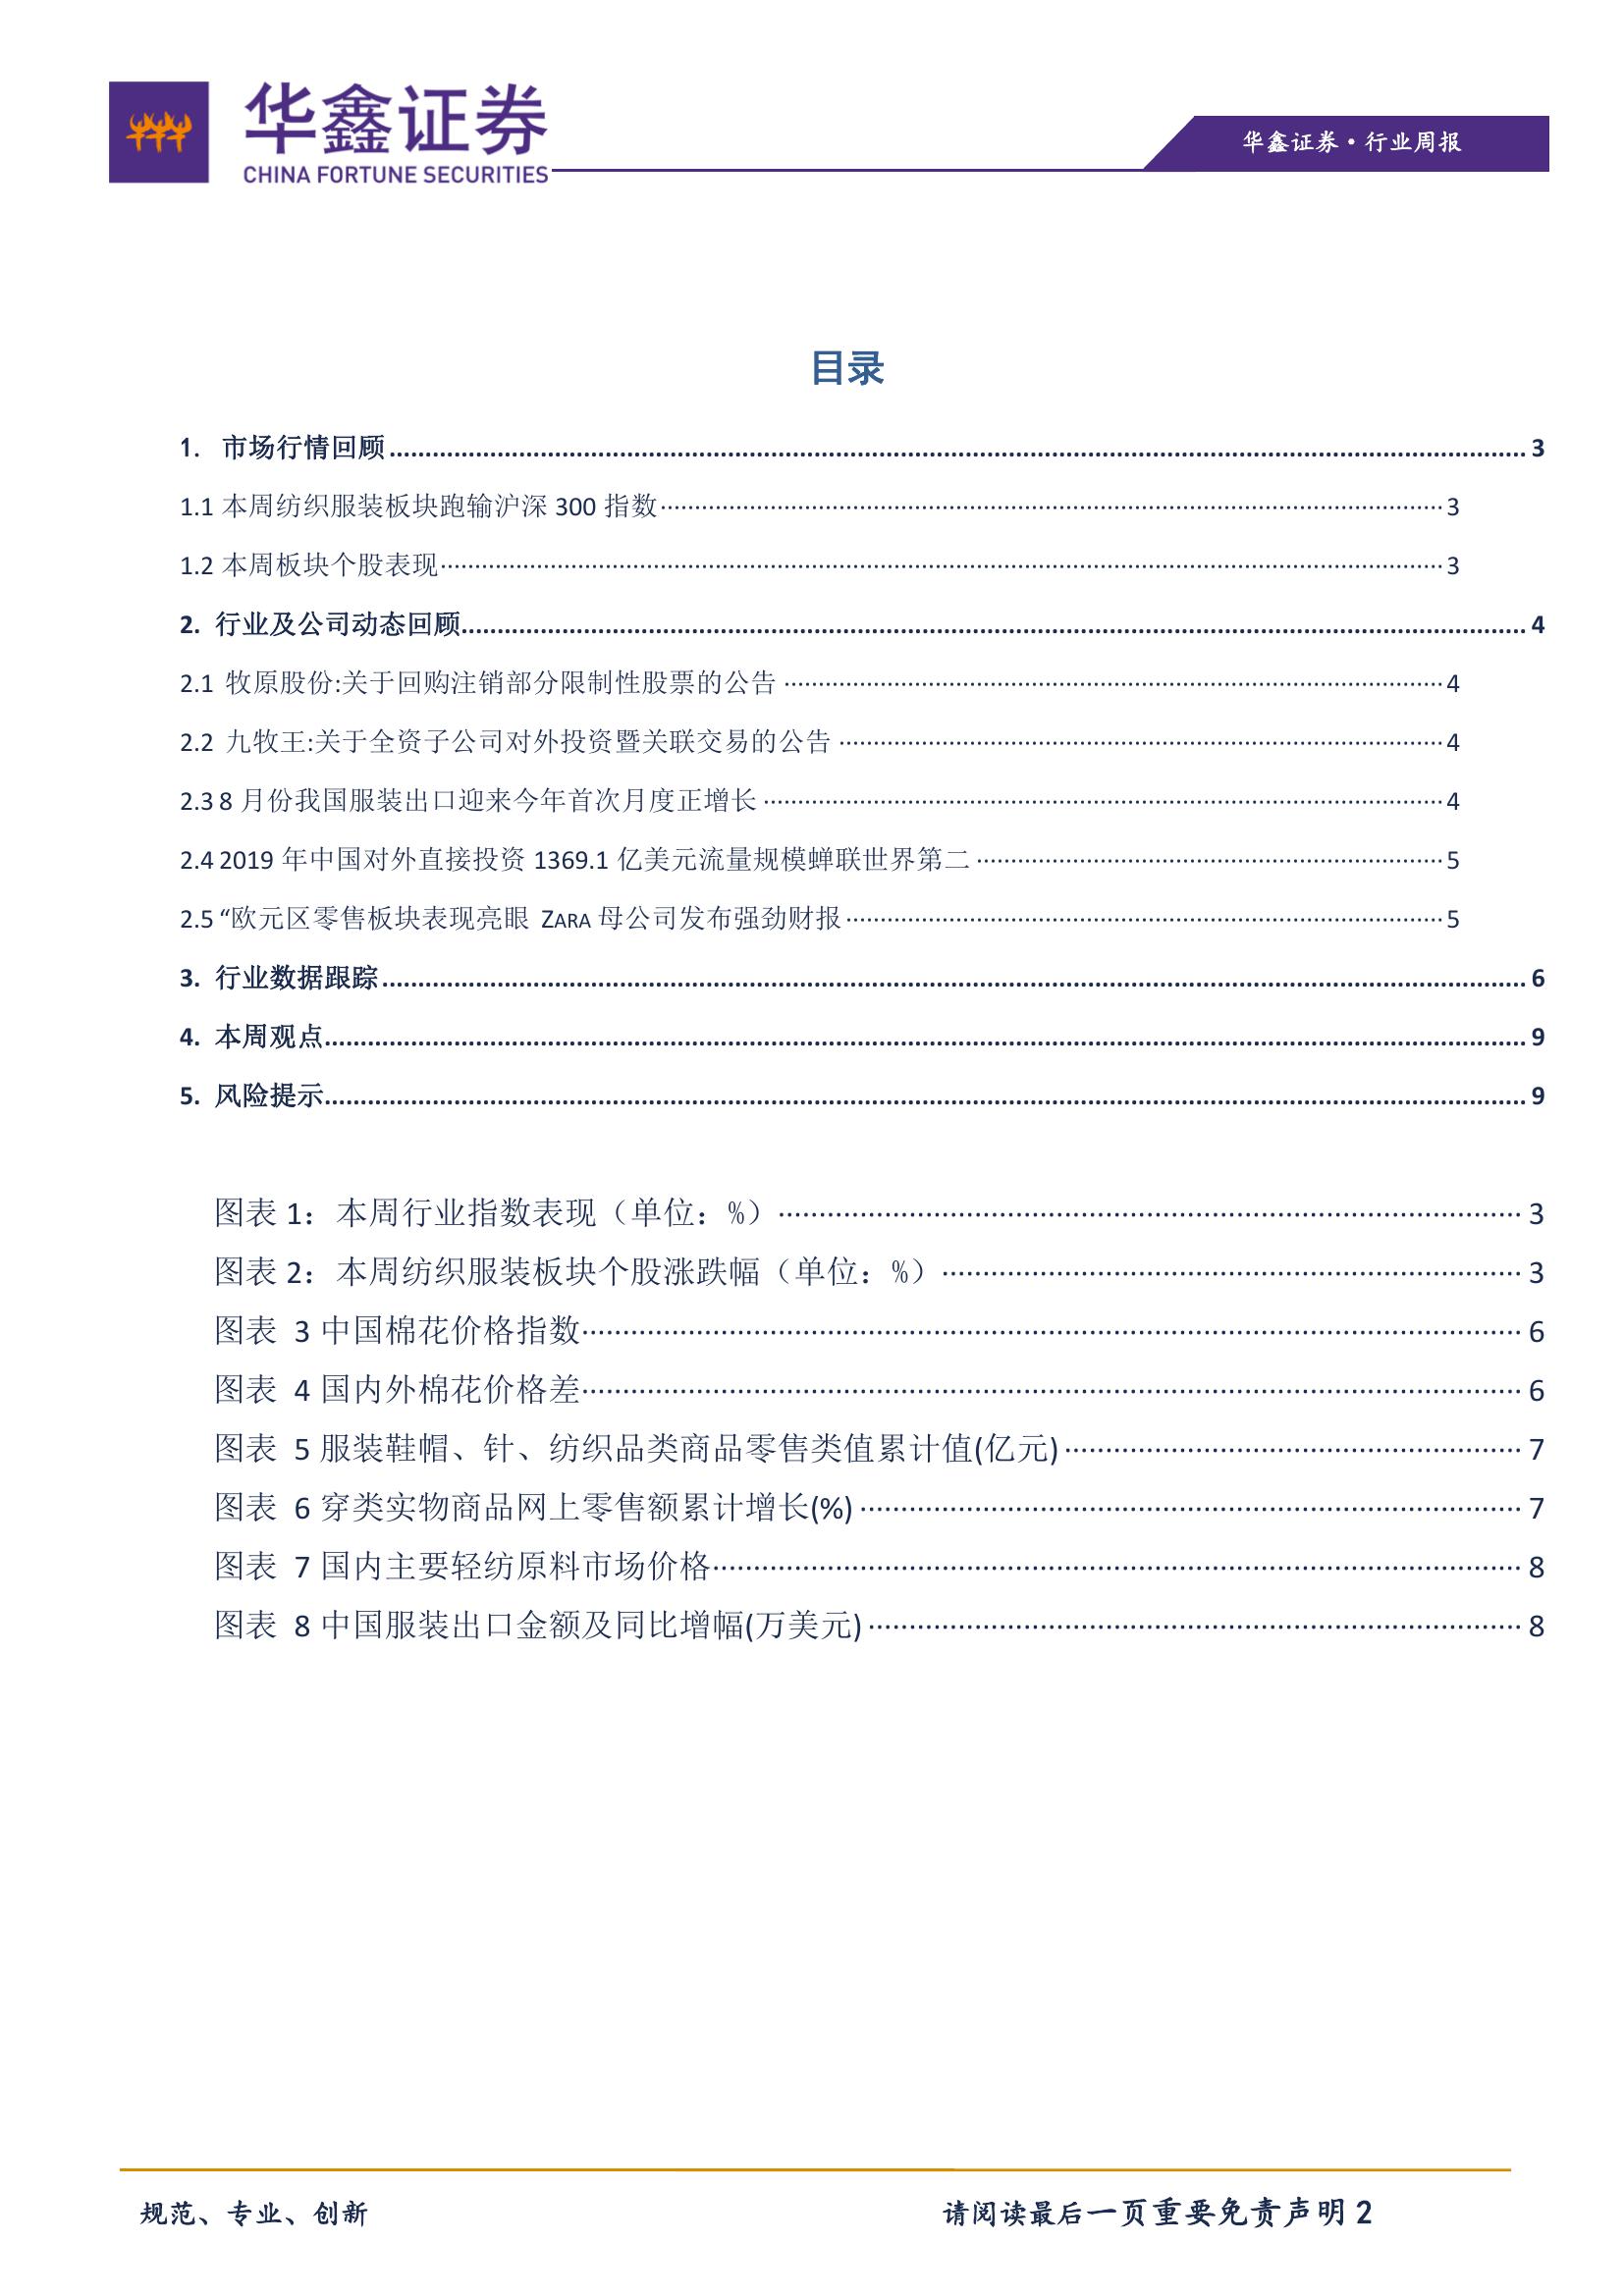 华鑫证券
CHINA FORTUNE SECURITIES
华鑫证券·行业周报
目录
1. 市场行情回顾 3
1.1 本周纺织服装板块跑输沪深 300 指数 3
1.2 本周板块个股表现 3
2. 行业及公司动态回顾 4
2.1 牧原股份:关于回购注销部分限制性股票的公告 4
2.2 九牧王:关于全资子公司对外投资暨关联交易的公告 4
2.3 8 月份我国服装出口迎来今年首次月度正增长 4
2.4 2019 年中国对外直接投资 1369.1 亿美元流量规模蝉联世界第二 5
2.5 “欧元区零售板块表现亮眼 ZARA 母公司发布强劲财报 5
3. 行业数据跟踪 6
4. 本周观点 9
5. 风险提示 9
图表 1：本周行业指数表现（单位：%） 3
图表 2：本周纺织服装板块个股涨跌幅（单位：%） 3
图表 3 中国棉花价格指数 6
图表 4 国内外棉花价格差 6
图表 5 服装鞋帽、针、纺织品类商品零售类值累计值(亿元) 7
图表 6 穿类实物商品网上零售额累计增长(%) 7
图表 7 国内主要轻纺原料市场价格 8
图表 8 中国服装出口金额及同比增幅(万美元) 8
规范、专业、创新
请阅读最后一页重要免责声明 2